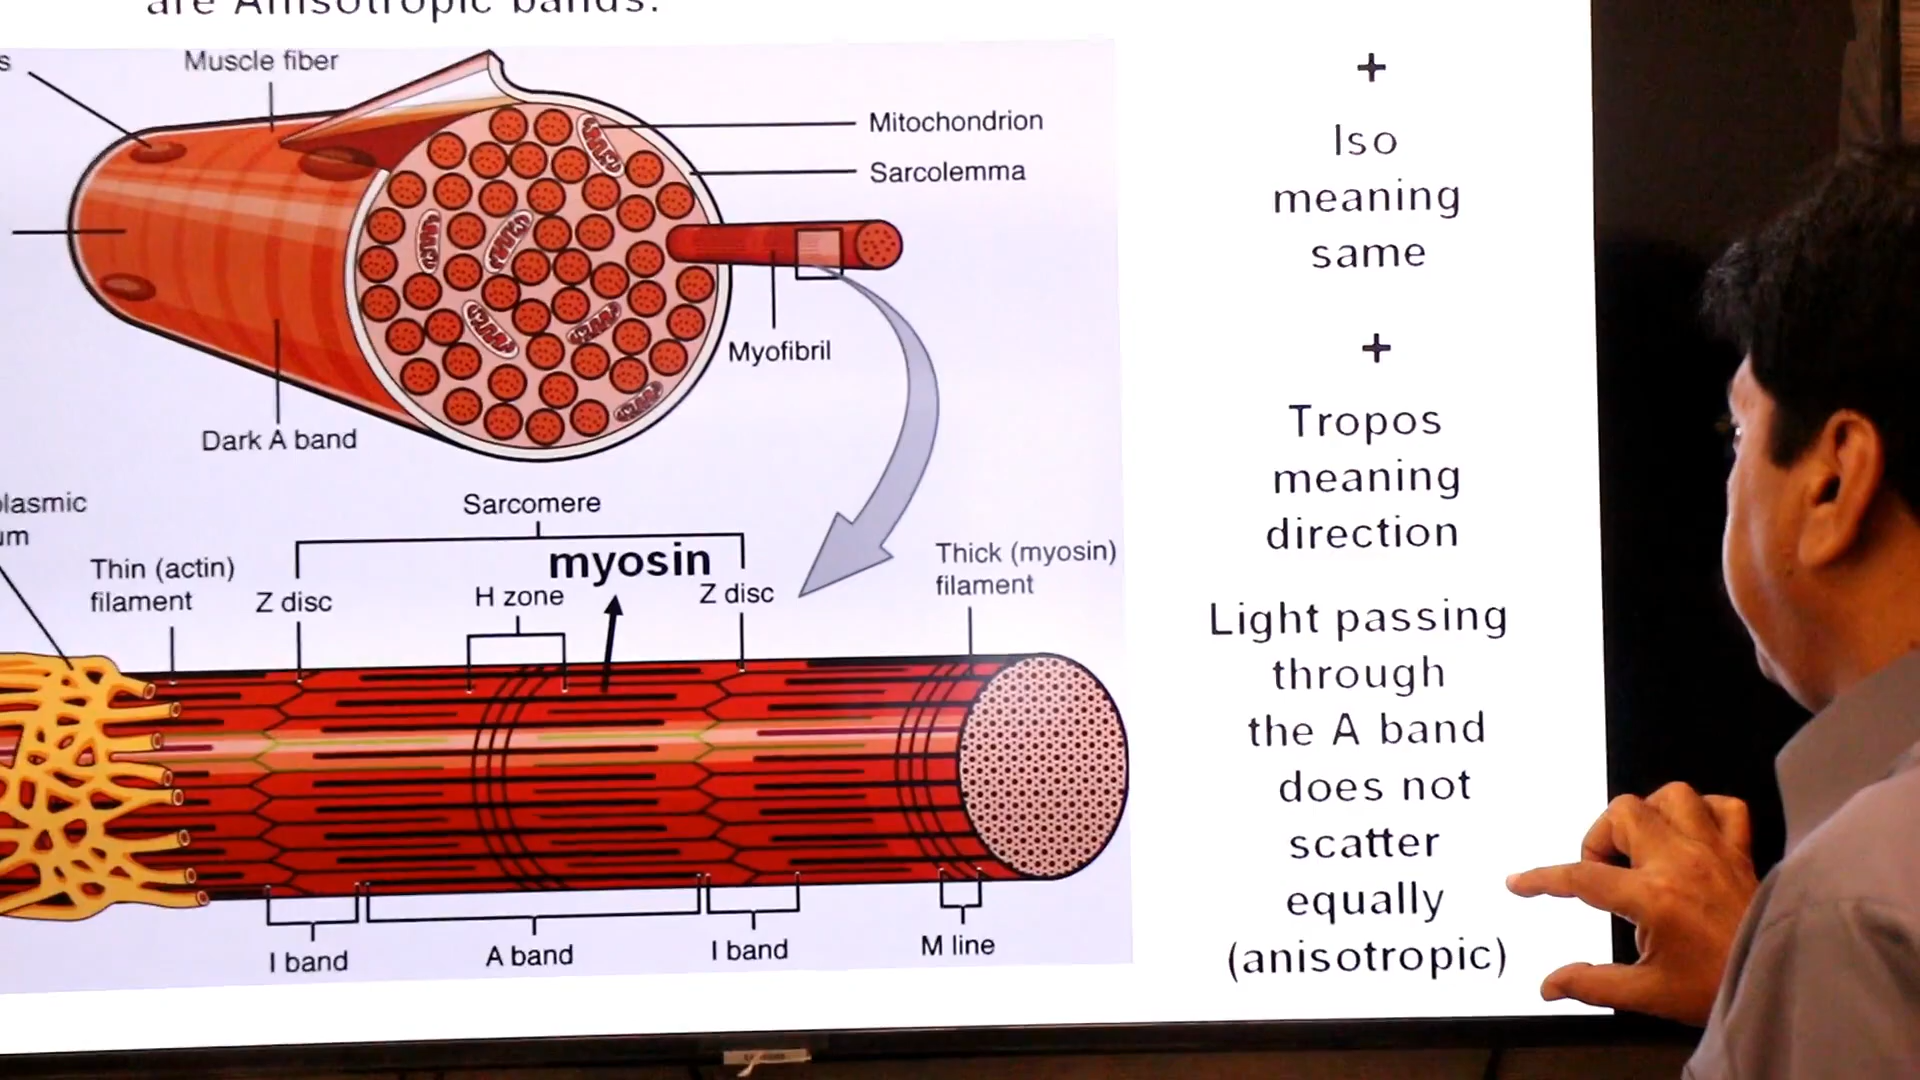 are Anisotropic bands.
Muscle fiber
Mitochondrion
Sarcolemma
Myofibril
Dark A band
Sarcomere
myosin
Thin (actin)
filament
Z disc
H zone
Z disc
Thick (myosin)
filament
I band
A band
I band
M line
+
Iso
meaning
same
+
Tropos
meaning
direction
Light passing
through
the A band
does not
scatter
equally
(anisotropic)